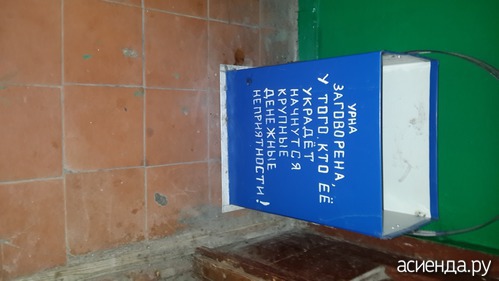 УРНА
ЗАГОВОРЕНА,
У ТОГО, КТО ЕЁ
УКРАДЁТ
НАЧНУТСЯ
КРУПНЫЕ
ДЕНЕЖНЫЕ
НЕПРИЯТНОСТИ!
асиенда.ру